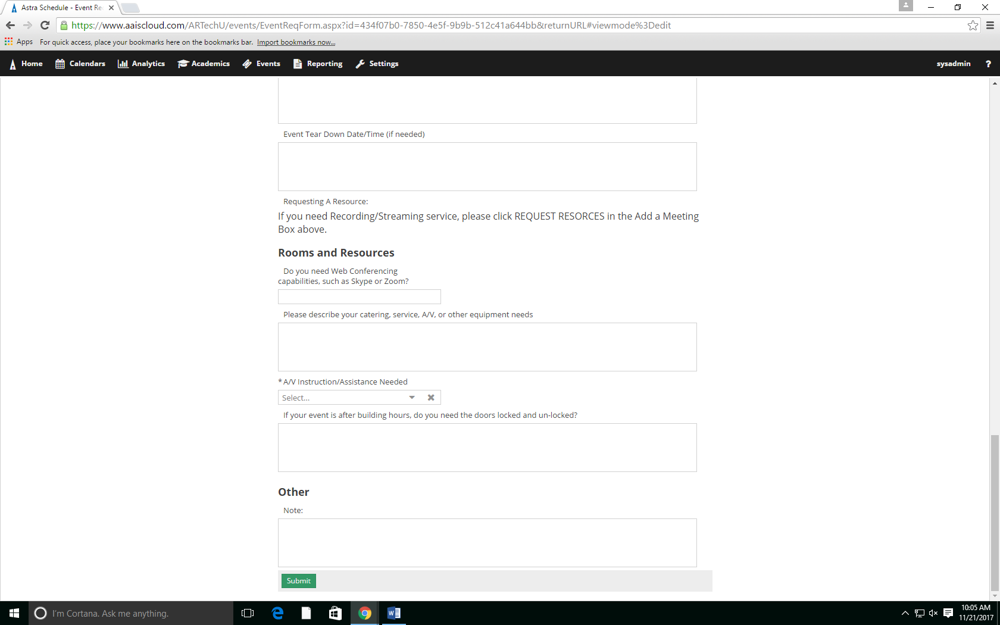 Astra Schedule - Event Re
https://www.aaiscloud.com/ARTechU/events/EventReqForm.aspx?id=434f07b0-7850-4e5f-9b9b-512c41a644bb&returnURL#viewmode%3Dedit
Apps For quick access, place your bookmarks here on the bookmarks bar. Import bookmarks now...
Home Calendars Analytics Academics Events Reporting Settings sysadmin ?
Event Tear Down Date/Time (if needed)
Requesting A Resource:
If you need Recording/Streaming service, please click REQUEST RESORCES in the Add a Meeting
Box above.
Rooms and Resources
Do you need Web Conferencing
capabilities, such as Skype or Zoom?
Please describe your catering, service, A/V, or other equipment needs
* A/V Instruction/Assistance Needed
Select...
If your event is after building hours, do you need the doors locked and un-locked?
Other
Note:
Submit
I'm Cortana. Ask me anything.
10:05 AM
11/21/2017